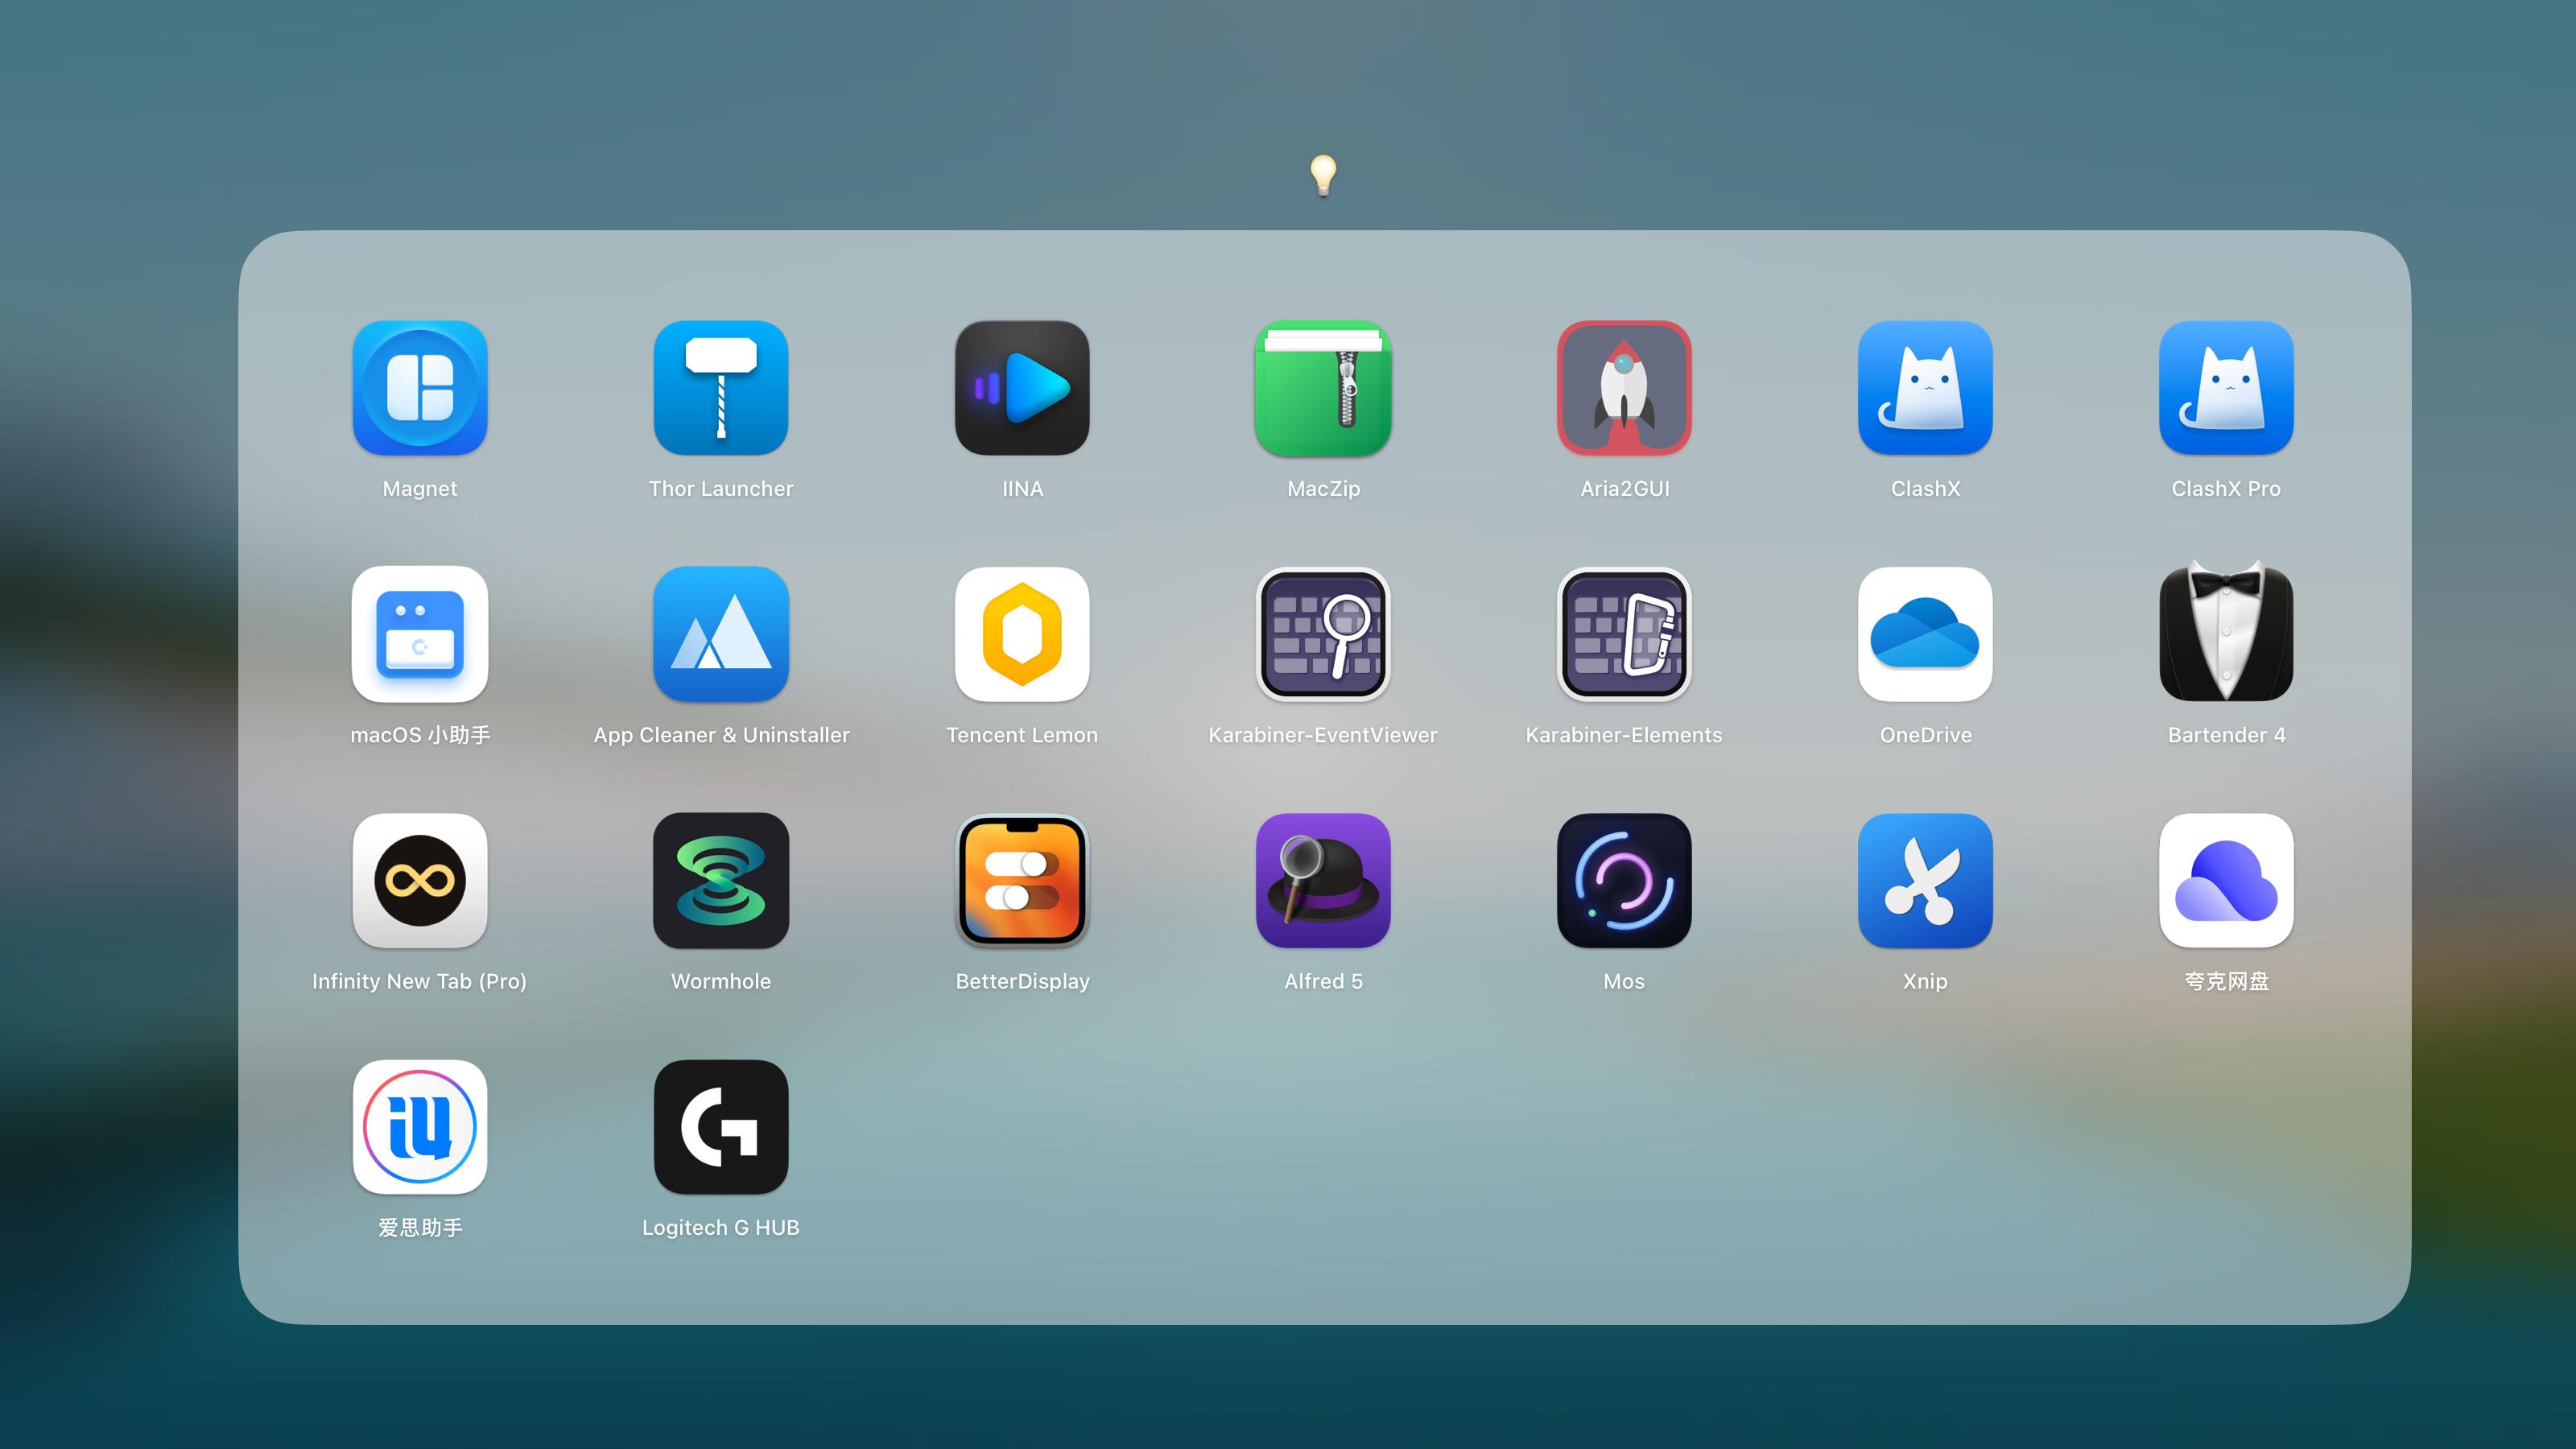 💡
Magnet
Thor Launcher
IINA
MacZip
Aria2GUI
ClashX
ClashX Pro
macOS 小助手
App Cleaner & Uninstaller
Tencent Lemon
Karabiner-EventViewer
Karabiner-Elements
OneDrive
Bartender 4
Infinity New Tab (Pro)
Wormhole
BetterDisplay
Alfred 5
Mos
Xnip
夸克网盘
爱思助手
Logitech G HUB